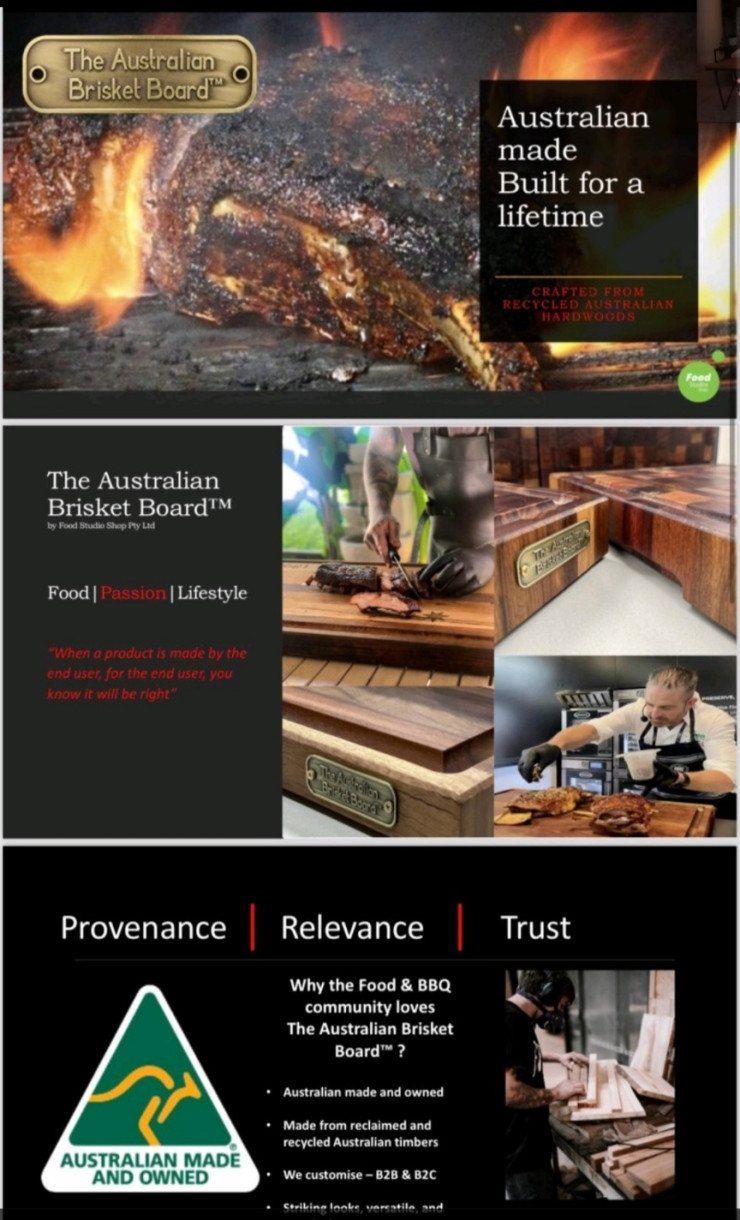 The Australian
Brisket Board™
Australian
made
Built for a
lifetime
CRAFTED FROM
RECYCLED AUSTRALIAN
HARDWOODS
Food
Studio
The Australian
Brisket Board™
by Food Studio Shop Pty Ltd
Food|Passion|Lifestyle
"When a product is made by the
end user, for the end user, you
know it will be right"
The Australian
Brisket Board
The Australian
Brisket Board
PRESERVE.
Provenance | Relevance | Trust
Why the Food & BBQ
community loves
The Australian Brisket
Board™ ?
• Australian made and owned
• Made from reclaimed and
recycled Australian timbers
• We customise – B2B & B2C
• Striking looks, versatile, and
AUSTRALIAN MADE
AND OWNED
®